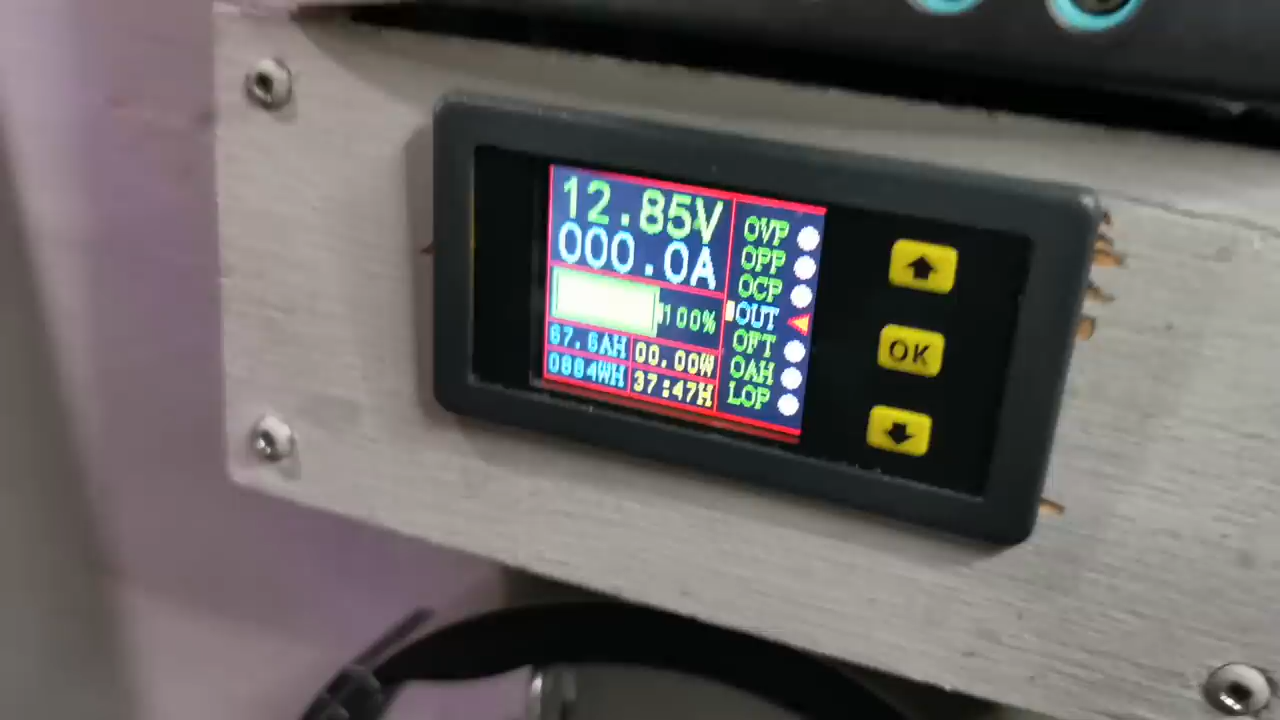 12.85V
000.0A
100%
67.6AH
00.00W
0884WH
37:47H
OVP
OPP
OCP
OUT
OFT
OAH
LOP
OK